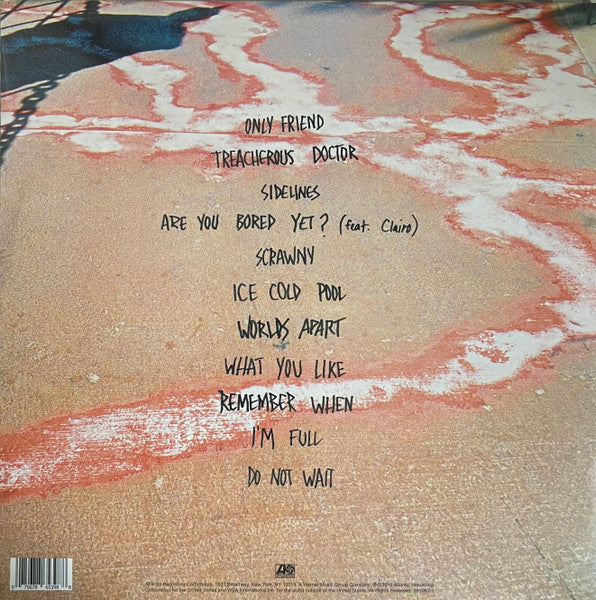 ONLY FRIEND
TREACHEROUS DOCTOR
SIDELINES
ARE YOU BORED YET? (feat. Clairo)
SCRAWNY
ICE COLD POOL
WORLDS APART
WHAT YOU LIKE
REMEMBER WHEN
I'M FULL
DO NOT WAIT